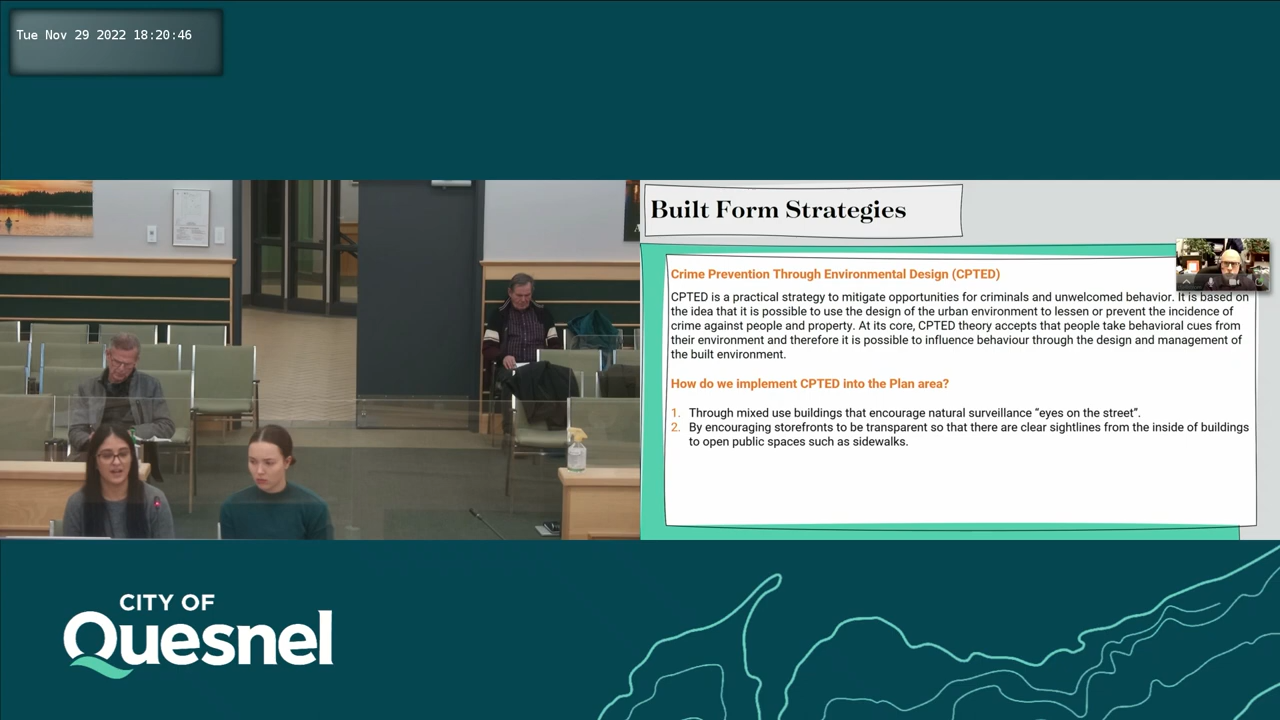 Tue Nov 29 2022 18:20:46
Built Form Strategies
Crime Prevention Through Environmental Design (CPTED)
CPTED is a practical strategy to mitigate opportunities for criminals and unwelcomed behavior. It is based on
the idea that it is possible to use the design of the urban environment to lessen or prevent the incidence of
crime against people and property. At its core, CPTED theory accepts that people take behavioral cues from
their environment and therefore it is possible to influence behaviour through the design and management of
the built environment.
How do we implement CPTED into the Plan area?
1. Through mixed use buildings that encourage natural surveillance “eyes on the street”.
2. By encouraging storefronts to be transparent so that there are clear sightlines from the inside of buildings
to open public spaces such as sidewalks.
CITY OF
Quesnel